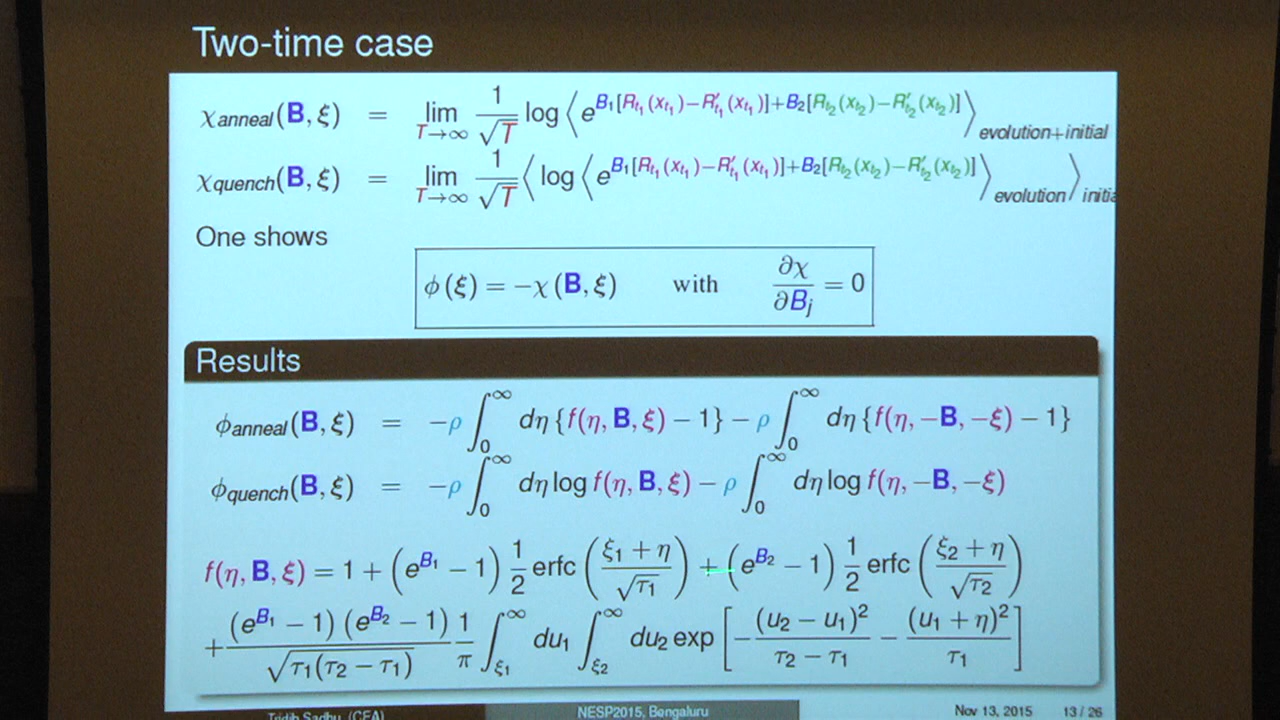 Two-time case
χ_anneal(B, ξ) = lim_{T→∞} 1/√T log ⟨ e^{B₁[R_{t₁}(x_{t₁})−R′_{t₁}(x_{t₁})]+B₂[R_{t₂}(x_{t₂})−R′_{t₂}(x_{t₂})]} ⟩_{evolution+initial}
χ_quench(B, ξ) = lim_{T→∞} 1/√T ⟨ log ⟨ e^{B₁[R_{t₁}(x_{t₁})−R′_{t₁}(x_{t₁})]+B₂[R_{t₂}(x_{t₂})−R′_{t₂}(x_{t₂})]} ⟩_{evolution} ⟩_{initia
One shows
ϕ(ξ) = −χ(B, ξ) with ∂χ/∂B_j = 0
Results
ϕ_anneal(B, ξ) = −ρ ∫₀^∞ dη {f(η, B, ξ) − 1} − ρ ∫₀^∞ dη {f(η, −B, −ξ) − 1}
ϕ_quench(B, ξ) = −ρ ∫₀^∞ dη log f(η, B, ξ) − ρ ∫₀^∞ dη log f(η, −B, −ξ)
f(η, B, ξ) = 1 + (e^{B₁} − 1) 1/2 erfc((ξ₁ + η)/√τ₁) + (e^{B₂} − 1) 1/2 erfc((ξ₂ + η)/√τ₂)
+ (e^{B₁} − 1)(e^{B₂} − 1)/√(τ₁(τ₂ − τ₁)) 1/π ∫_{ξ₁}^∞ du₁ ∫_{ξ₂}^∞ du₂ exp[−(u₂ − u₁)²/(τ₂ − τ₁) − (u₁ + η)²/τ₁]
Tridib Sadhu (CEA) NESP2015, Bengaluru Nov 13, 2015 13 / 26